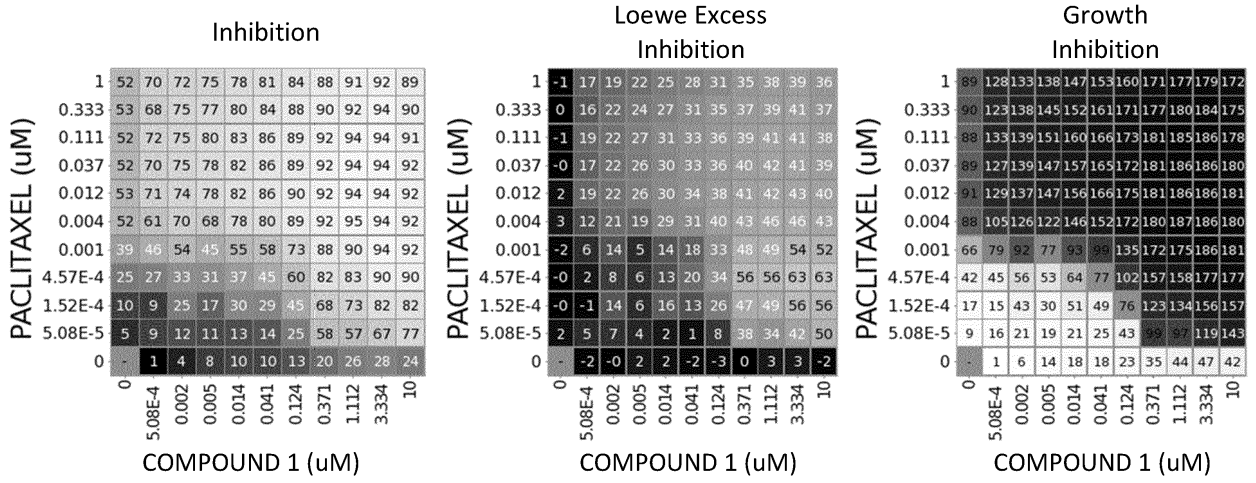 Inhibition
Loewe Excess
Inhibition
Growth
Inhibition
PACLITAXEL (uM)
1 52 70 72 75 78 81 84 88 91 92 89
0.333 53 68 75 77 80 84 88 90 92 94 90
0.111 52 72 75 80 83 86 89 92 94 94 91
0.037 52 70 75 78 82 86 89 92 94 94 92
0.012 53 71 74 78 82 86 90 92 94 94 92
0.004 52 61 70 68 78 80 89 92 95 94 92
0.001 39 46 54 45 55 58 73 88 90 94 92
4.57E-4 25 27 33 31 37 45 60 82 83 90 90
1.52E-4 10 9 25 17 30 29 45 68 73 82 82
5.08E-5 5 9 12 11 13 14 25 58 57 67 77
0 - 1 4 8 10 10 13 20 26 28 24
0 5.08E-4 0.002 0.005 0.014 0.041 0.124 0.371 1.112 3.334 10
COMPOUND 1 (uM)
PACLITAXEL (uM)
1 -1 17 19 22 25 28 31 35 38 39 36
0.333 0 16 22 24 27 31 35 37 39 41 37
0.111 -1 19 22 27 31 33 36 39 41 41 38
0.037 -0 17 22 26 30 33 36 40 42 41 39
0.012 2 19 22 26 30 34 38 41 42 43 40
0.004 3 12 21 19 29 31 40 43 46 46 43
0.001 -2 6 14 5 14 18 33 48 49 54 52
4.57E-4 -0 2 8 6 13 20 34 56 56 63 63
1.52E-4 -0 -1 14 6 16 13 26 47 49 56 56
5.08E-5 2 5 7 4 2 1 8 38 34 42 50
0 - -2 -0 2 2 -2 -3 0 3 3 -2
0 5.08E-4 0.002 0.005 0.014 0.041 0.124 0.371 1.112 3.334 10
COMPOUND 1 (uM)
PACLITAXEL (uM)
1 89 128 133 138 147 153 160 171 177 179 172
0.333 90 123 138 145 152 161 171 177 180 184 175
0.111 88 133 139 151 160 166 173 181 185 186 178
0.037 89 127 139 147 157 165 172 181 186 186 180
0.012 91 129 137 147 156 166 175 181 186 186 181
0.004 88 105 126 122 146 152 172 180 187 186 180
0.001 66 79 92 77 93 99 135 172 175 186 181
4.57E-4 42 45 56 53 64 77 102 157 158 177 177
1.52E-4 17 15 43 30 51 49 76 123 134 156 157
5.08E-5 9 16 21 19 21 25 43 99 97 119 143
0 - 1 6 14 18 18 23 35 44 47 42
0 5.08E-4 0.002 0.005 0.014 0.041 0.124 0.371 1.112 3.334 10
COMPOUND 1 (uM)